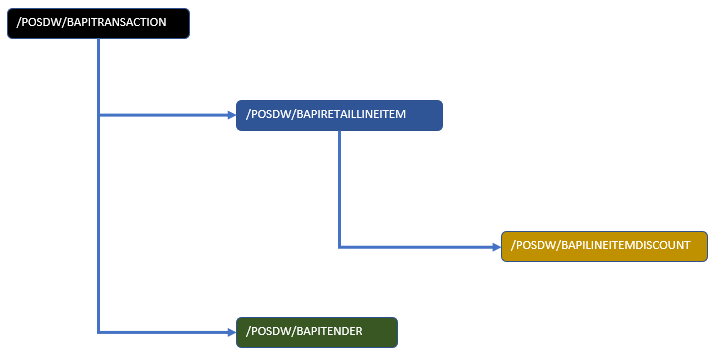 /POSDW/BAPITRANSACTION
/POSDW/BAPIRETAILLINEITEM
/POSDW/BAPILINEITEMDISCOUNT
/POSDW/BAPITENDER